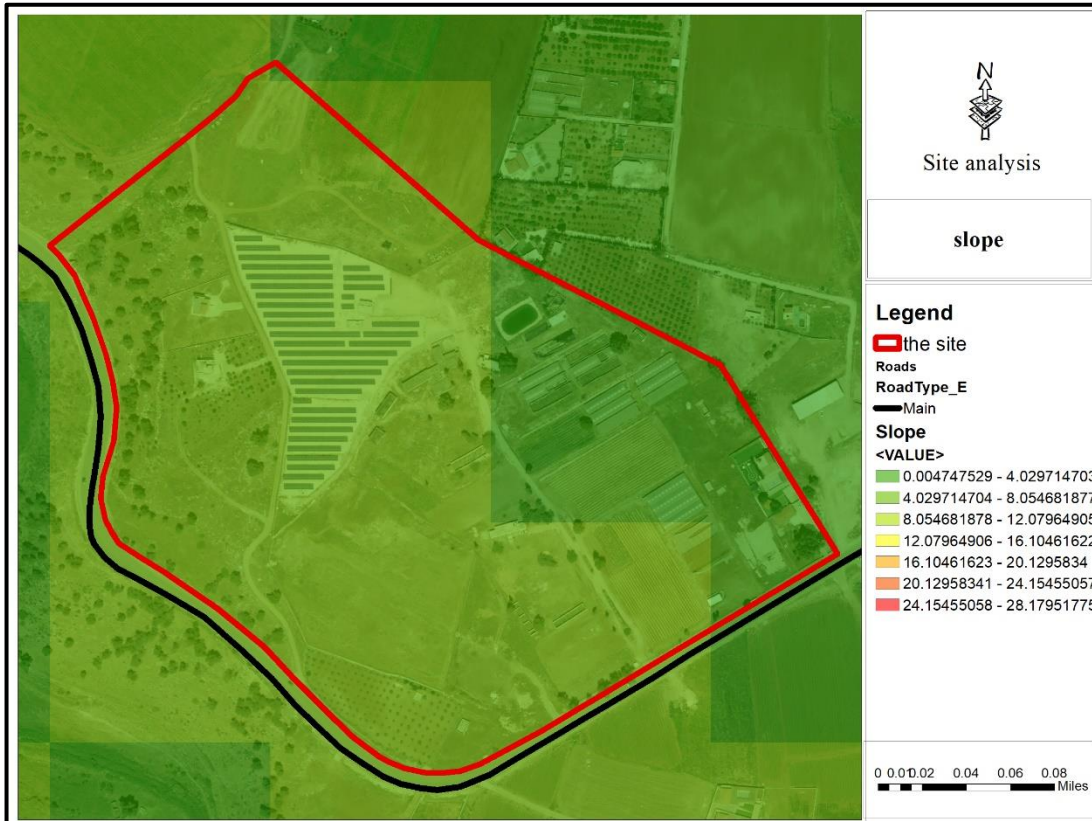 N
Site analysis
slope
Legend
the site
Roads
RoadType_E
Main
Slope
<VALUE>
0.004747529 - 4.029714703
4.029714704 - 8.054681877
8.054681878 - 12.07964905
12.07964906 - 16.10461622
16.10461623 - 20.1295834
20.12958341 - 24.15455057
24.15455058 - 28.17951775
0 0.01 0.02 0.04 0.06 0.08
Miles